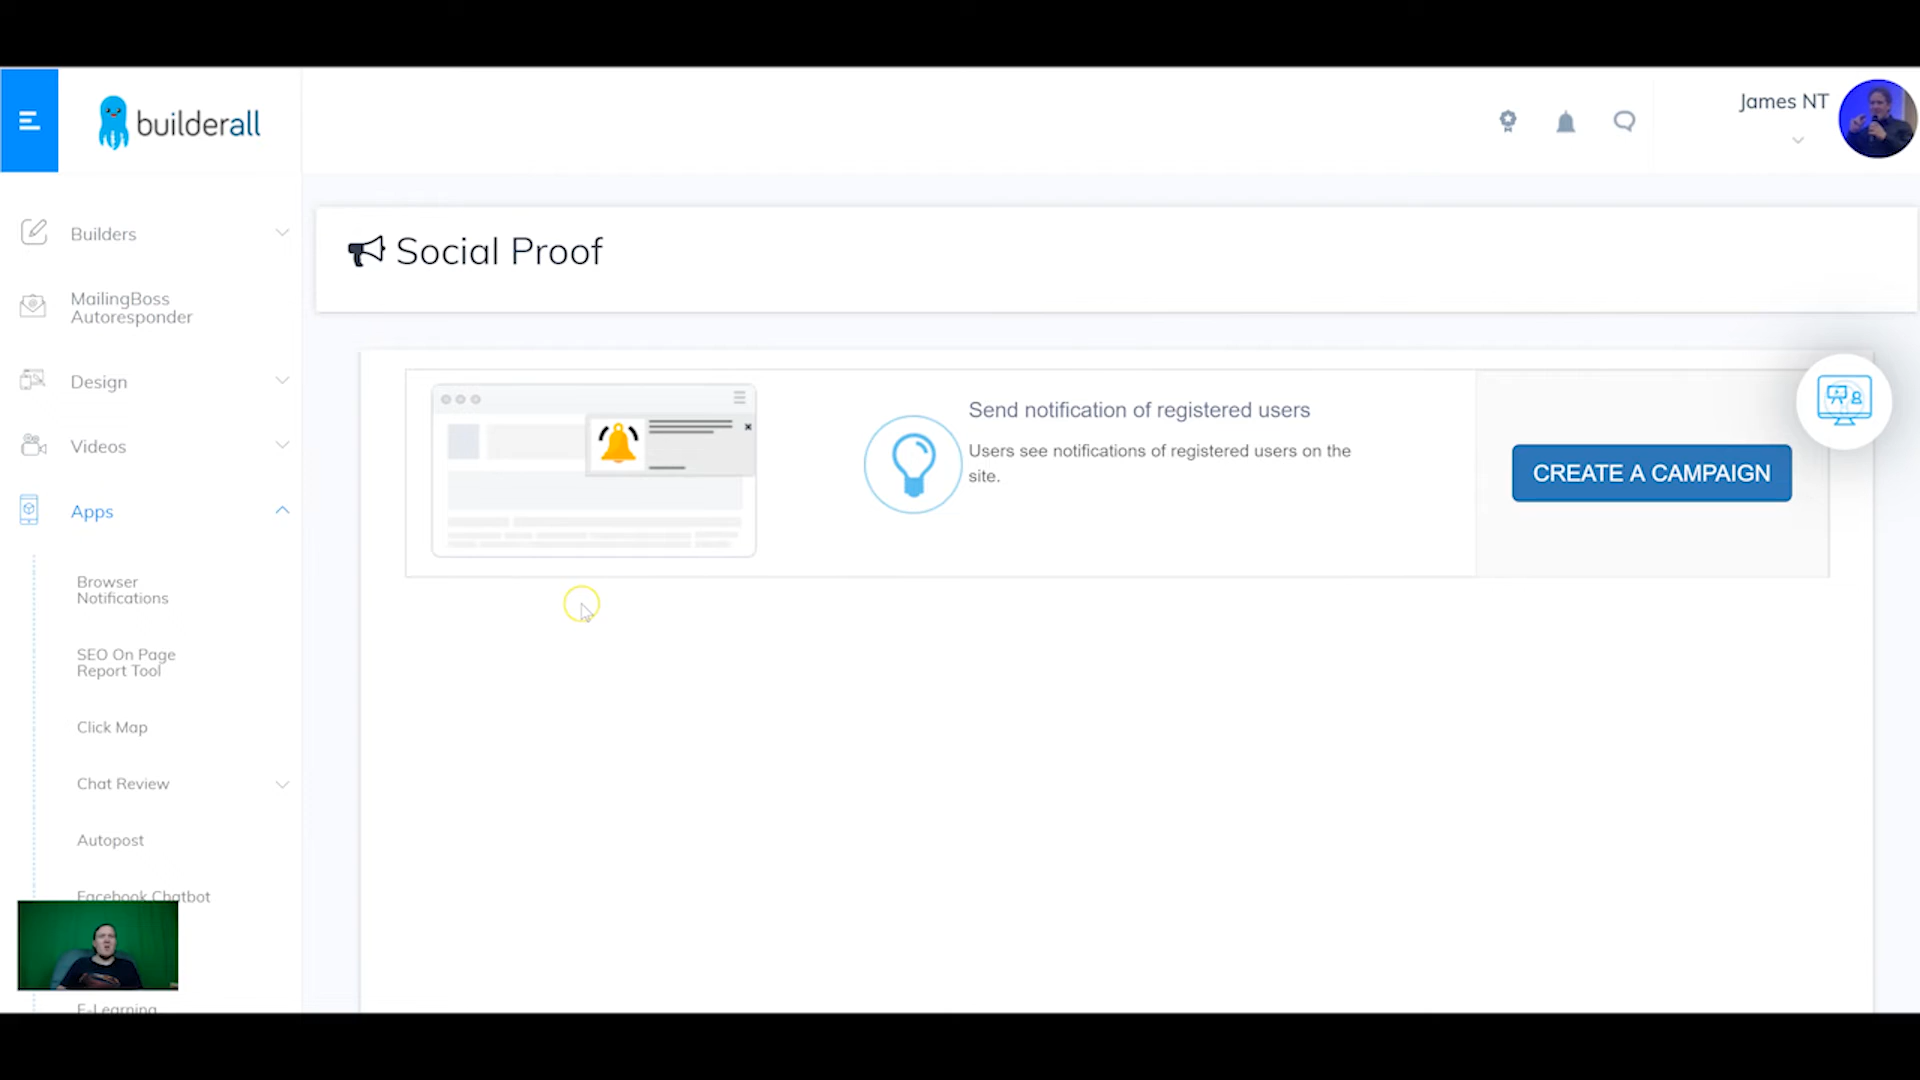 builderall
James NT
Builders
MailingBoss
Autoresponder
Design
Videos
Apps
Browser
Notifications
SEO On Page
Report Tool
Click Map
Chat Review
Autopost
Facebook Chatbot
E-Learning
Social Proof
Send notification of registered users
Users see notifications of registered users on the
site.
CREATE A CAMPAIGN